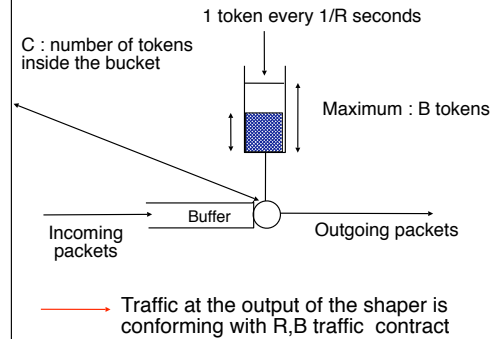 1 token every 1/R seconds
C : number of tokens
inside the bucket
Maximum : B tokens
Buffer
Incoming
packets
Outgoing packets
Traffic at the output of the shaper is
conforming with R,B traffic contract